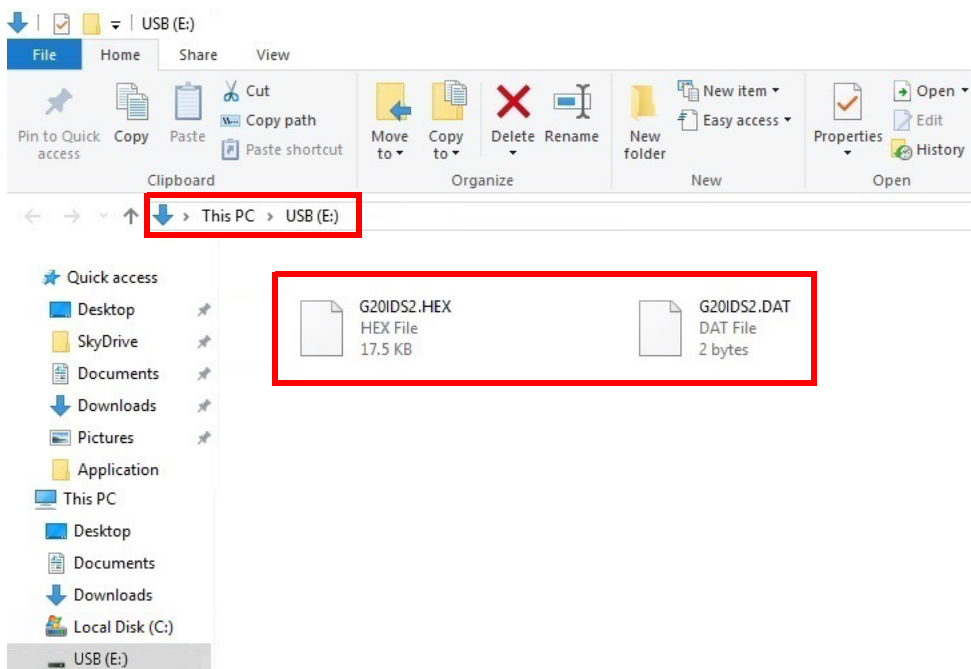 USB (E:)
File Home Share View
Pin to Quick access
Copy
Paste
Cut
Copy path
Paste shortcut
Clipboard
Move to
Copy to
Delete
Rename
Organize
New folder
New item
Easy access
New
Properties
Open
Edit
History
Open
This PC > USB (E:)
Quick access
Desktop
SkyDrive
Documents
Downloads
Pictures
Application
This PC
Desktop
Documents
Downloads
Local Disk (C:)
USB (E:)
G20IDS2.HEX
HEX File
17.5 KB
G20IDS2.DAT
DAT File
2 bytes